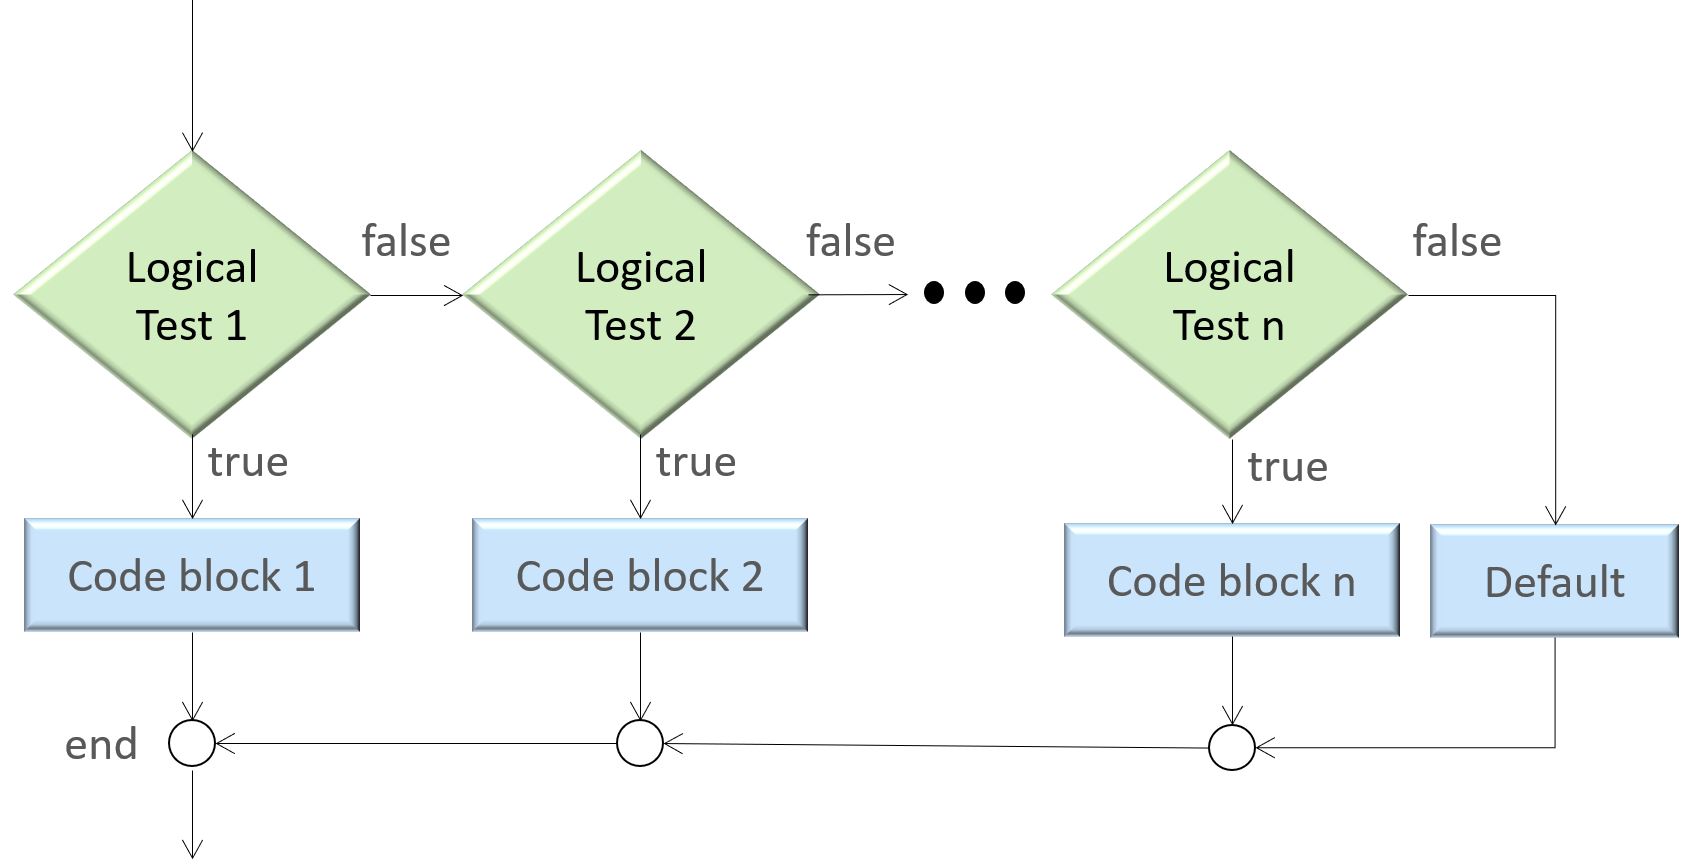 false
false
false
Logical
Test 1
Logical
Test 2
Logical
Test n
true
true
true
Code block 1
Code block 2
Code block n
Default
end